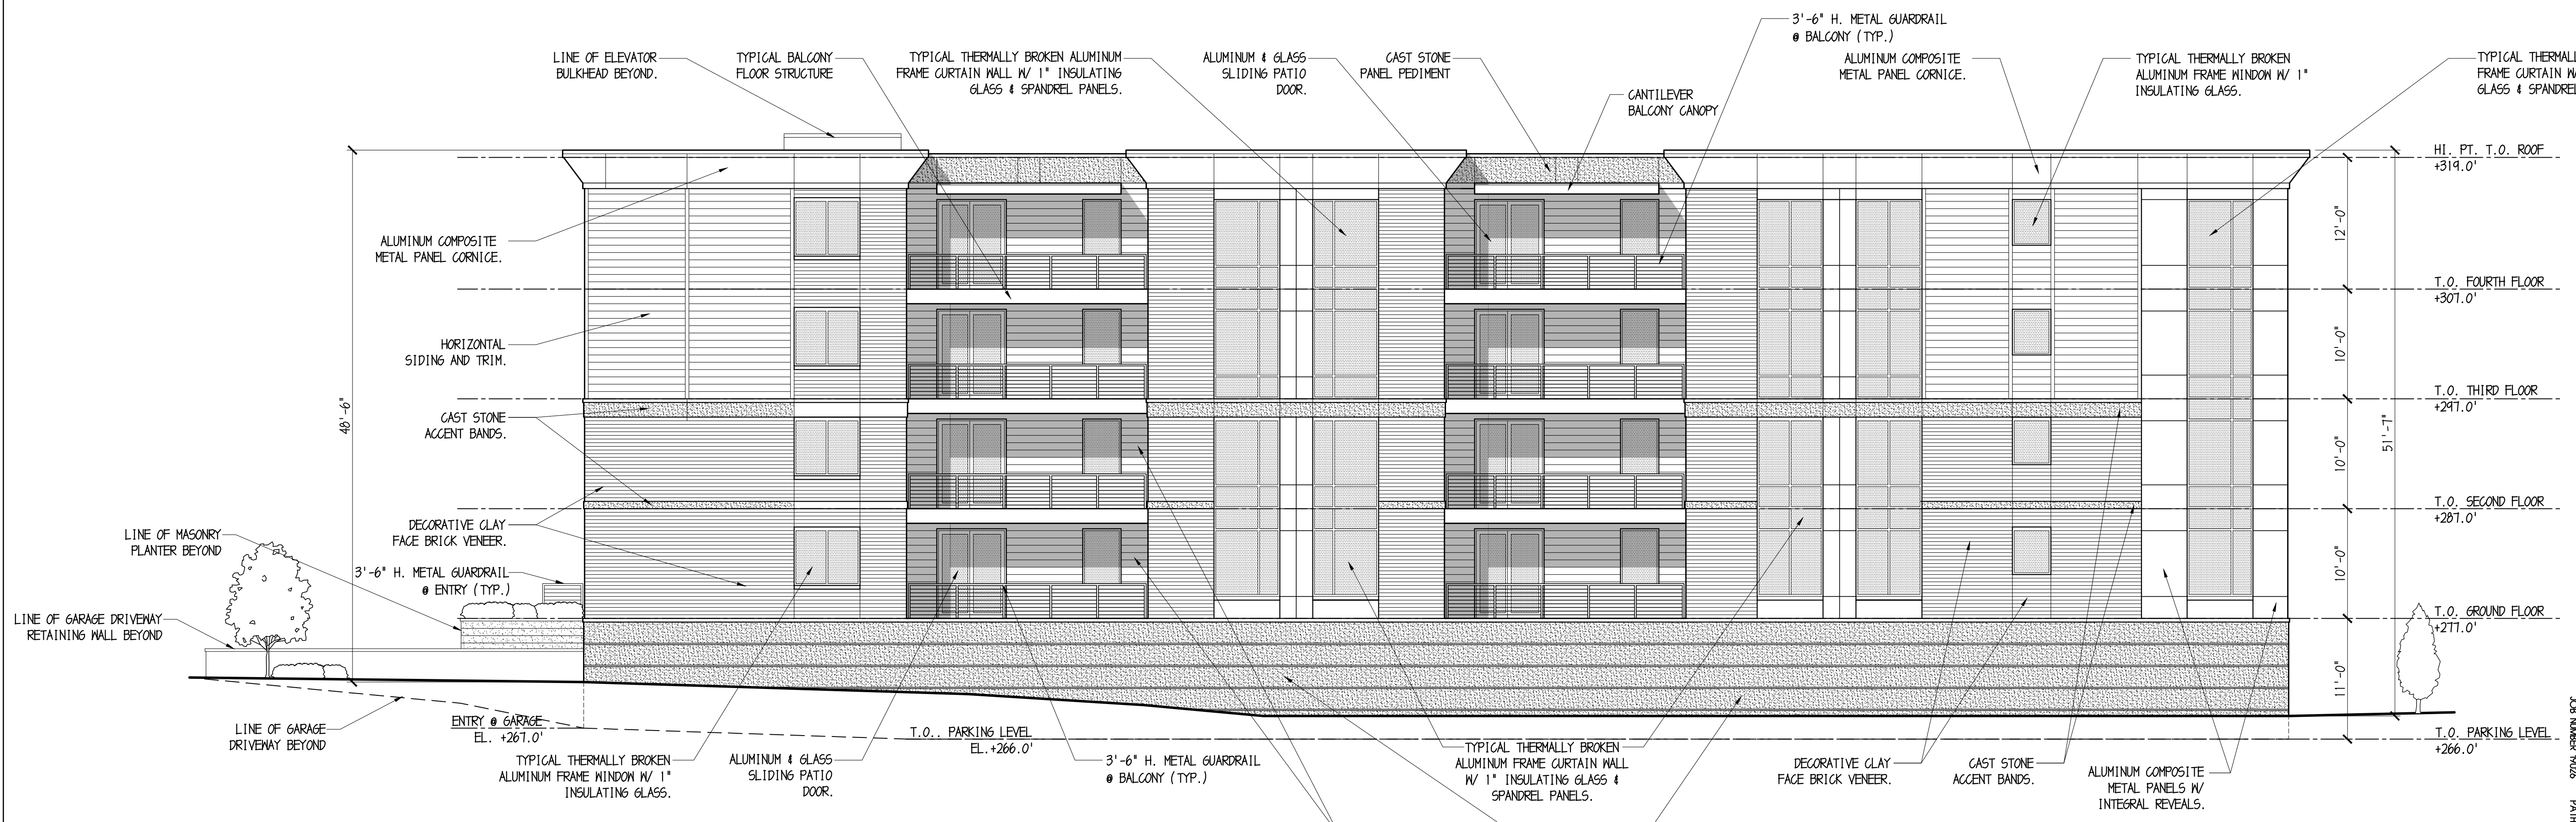 LINE OF ELEVATOR
BULKHEAD BEYOND.
TYPICAL BALCONY
FLOOR STRUCTURE
TYPICAL THERMALLY BROKEN ALUMINUM
FRAME CURTAIN WALL W/ 1" INSULATING
GLASS & SPANDREL PANELS.
ALUMINUM & GLASS
SLIDING PATIO
DOOR.
CAST STONE
PANEL PEDIMENT
CANTILEVER
BALCONY CANOPY
3'-6" H. METAL GUARDRAIL
@ BALCONY (TYP.)
ALUMINUM COMPOSITE
METAL PANEL CORNICE.
TYPICAL THERMALLY BROKEN
ALUMINUM FRAME WINDOW W/ 1"
INSULATING GLASS.
TYPICAL THERMAL
FRAME CURTAIN W
GLASS & SPANDREL
HI. PT. T.O. ROOF
+319.0'
12'-0"
T.O. FOURTH FLOOR
+307.0'
10'-0"
T.O. THIRD FLOOR
+297.0'
10'-0"
51'-7"
T.O. SECOND FLOOR
+287.0'
10'-0"
T.O. GROUND FLOOR
+277.0'
11'-0"
T.O. PARKING LEVEL
+266.0'
ALUMINUM COMPOSITE
METAL PANEL CORNICE.
HORIZONTAL
SIDING AND TRIM.
48'-6"
CAST STONE
ACCENT BANDS.
DECORATIVE CLAY
FACE BRICK VENEER.
LINE OF MASONRY
PLANTER BEYOND
3'-6" H. METAL GUARDRAIL
@ ENTRY (TYP.)
LINE OF GARAGE DRIVEWAY
RETAINING WALL BEYOND
LINE OF GARAGE
DRIVEWAY BEYOND
ENTRY @ GARAGE
EL. +267.0'
TYPICAL THERMALLY BROKEN
ALUMINUM FRAME WINDOW W/ 1"
INSULATING GLASS.
ALUMINUM & GLASS
SLIDING PATIO
DOOR.
T.O.. PARKING LEVEL
EL.+266.0'
3'-6" H. METAL GUARDRAIL
@ BALCONY (TYP.)
TYPICAL THERMALLY BROKEN
ALUMINUM FRAME CURTAIN WALL
W/ 1" INSULATING GLASS &
SPANDREL PANELS.
DECORATIVE CLAY
FACE BRICK VENEER.
CAST STONE
ACCENT BANDS.
ALUMINUM COMPOSITE
METAL PANELS W/
INTEGRAL REVEALS.
JOB NUMBER 19028 PATH